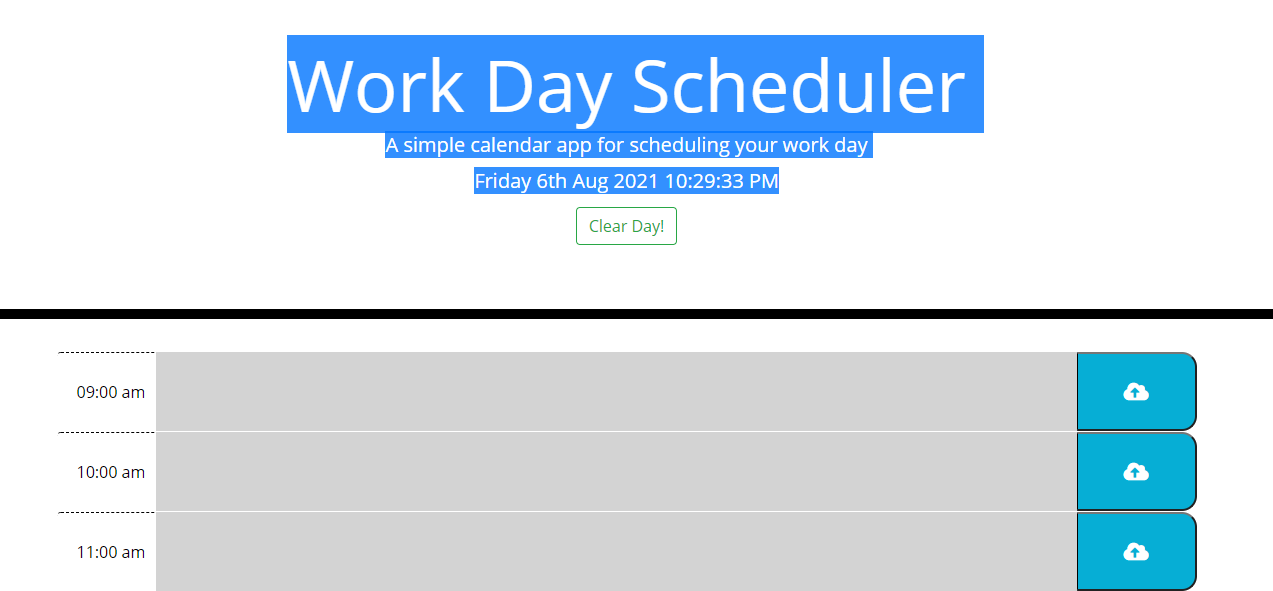 Work Day Scheduler
A simple calendar app for scheduling your work day
Friday 6th Aug 2021 10:29:33 PM
Clear Day!
09:00 am
10:00 am
11:00 am